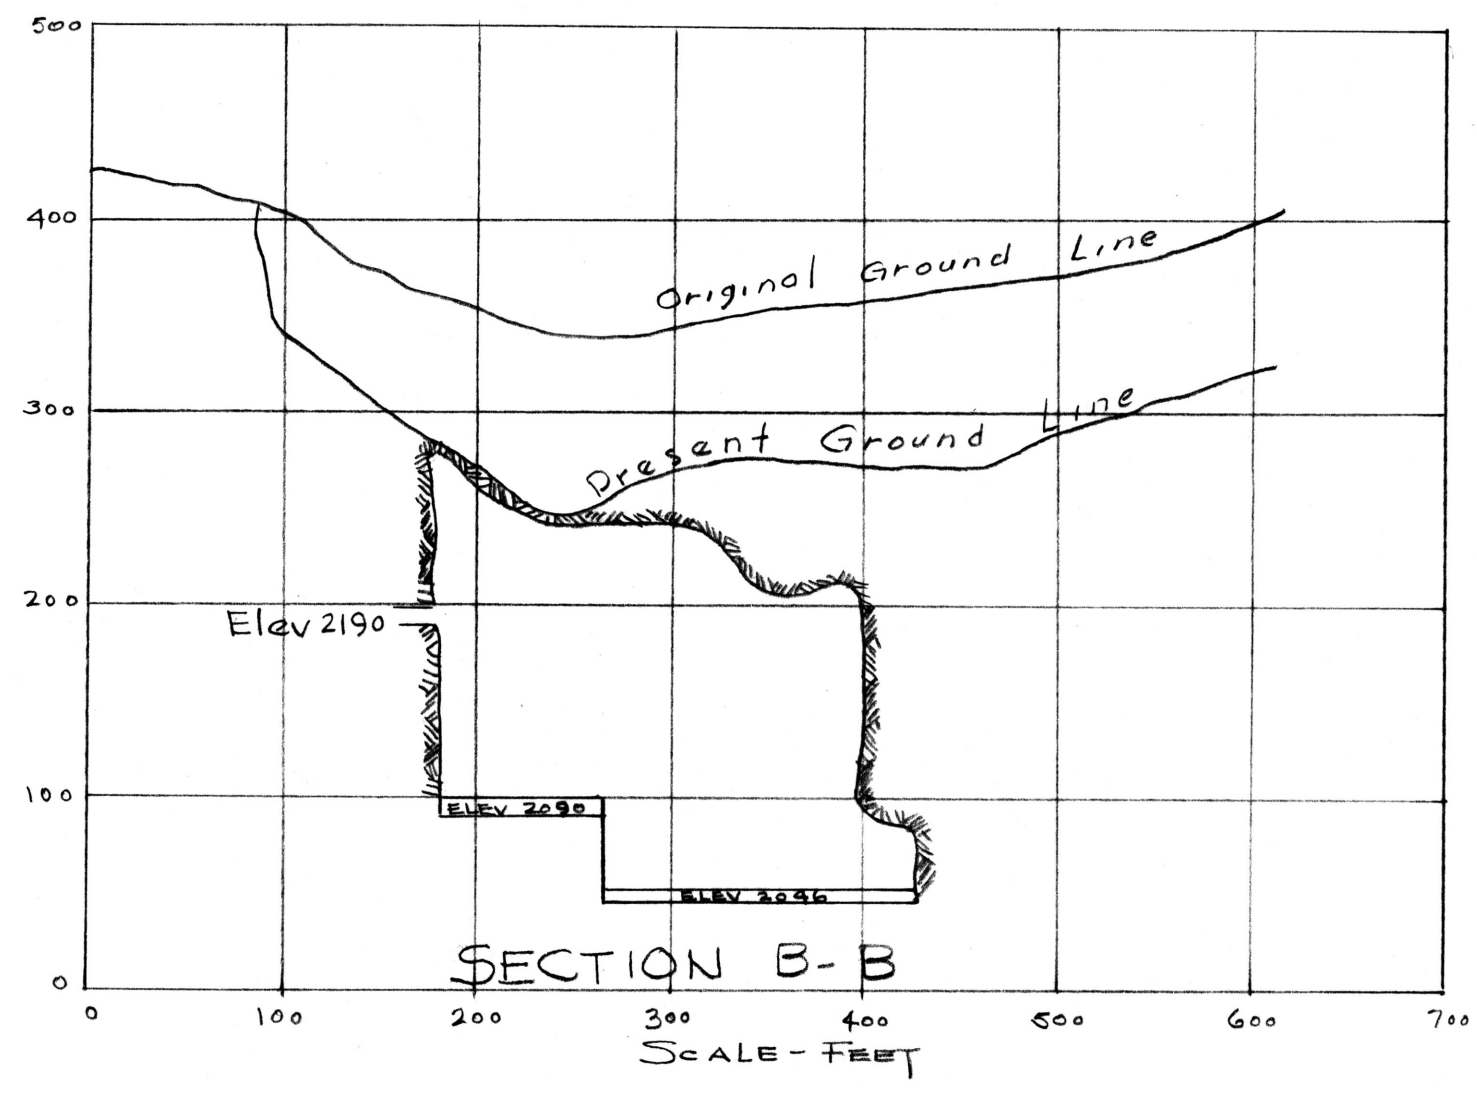 500
400
Original Ground Line
300
Present Ground Line
200
Elev 2190
100
ELEV 2090
ELEV 2046
SECTION B-B
0
0 100 200 300 400 500 600 700
SCALE-FEET